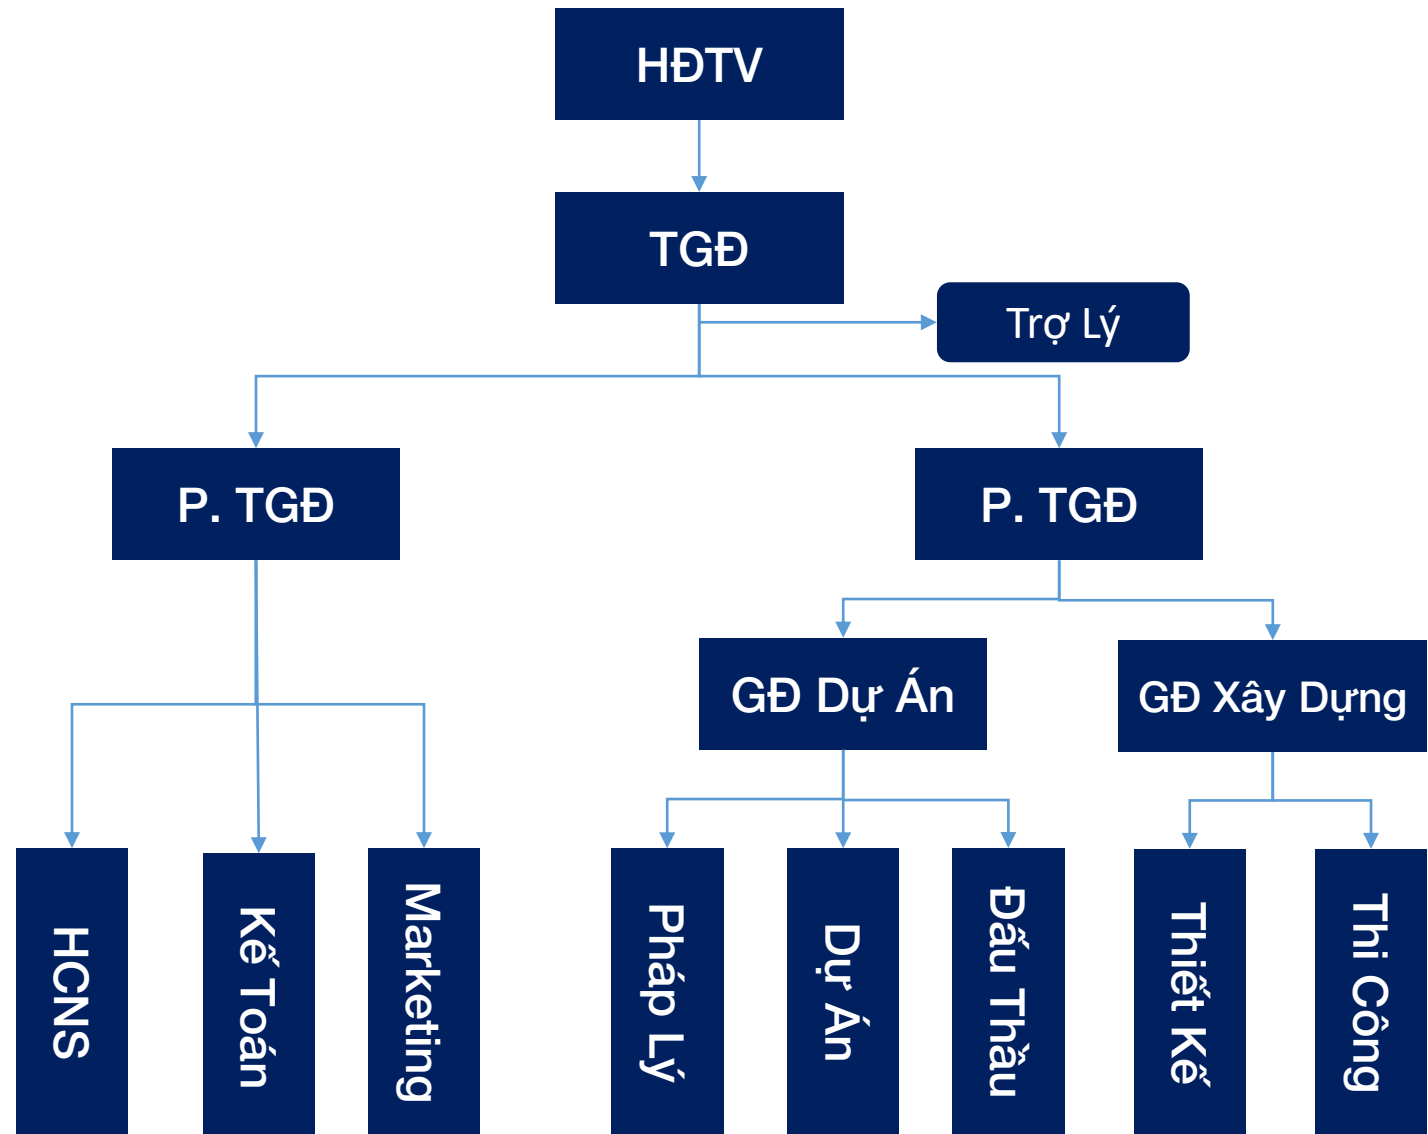 HĐTV
TGĐ
Trợ Lý
P. TGĐ
P. TGĐ
GĐ Dự Án
GĐ Xây Dựng
HCNS
Kế Toán
Marketing
Pháp Lý
Dự Án
Đấu Thầu
Thiết Kế
Thi Công